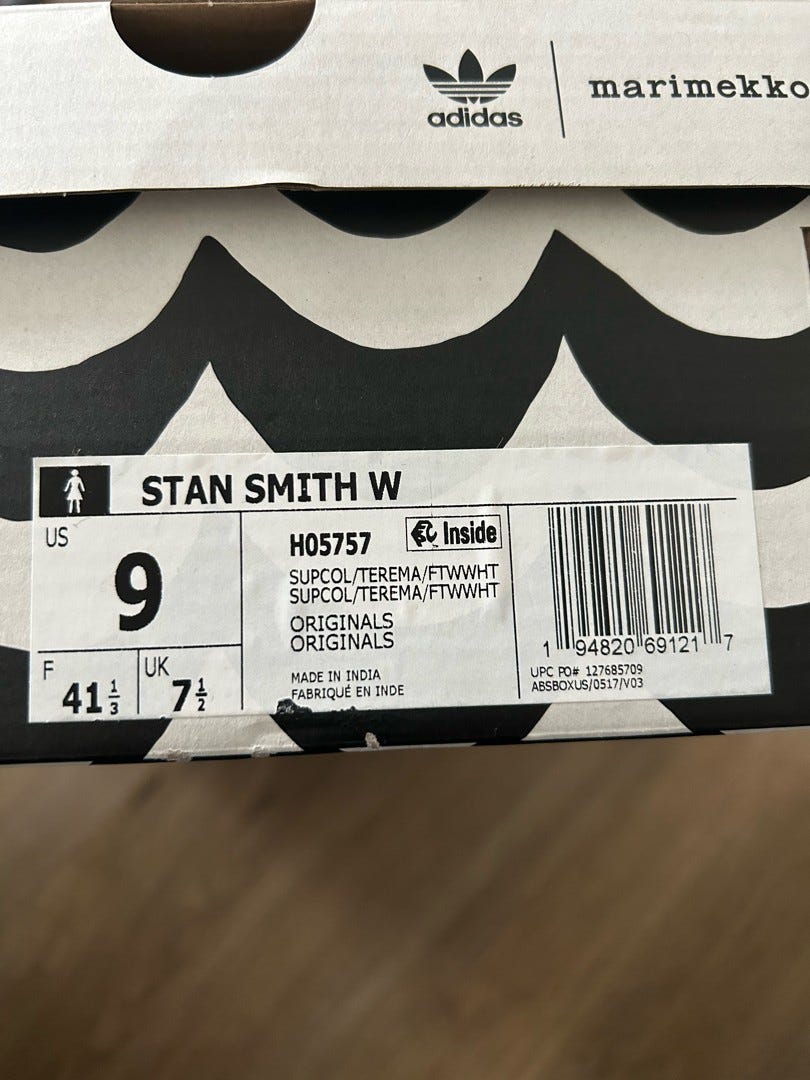 adidas
marimekko
STAN SMITH W
US
9
F
41 1/3
UK
7 1/2
H05757
Inside
SUPCOL/TEREMA/FTWWHT
SUPCOL/TEREMA/FTWWHT
ORIGINALS
ORIGINALS
MADE IN INDIA
FABRIQUÉ EN INDE
1 94820 69121 7
UPC PO# 127685709
ABSBOXUS/0517/V03